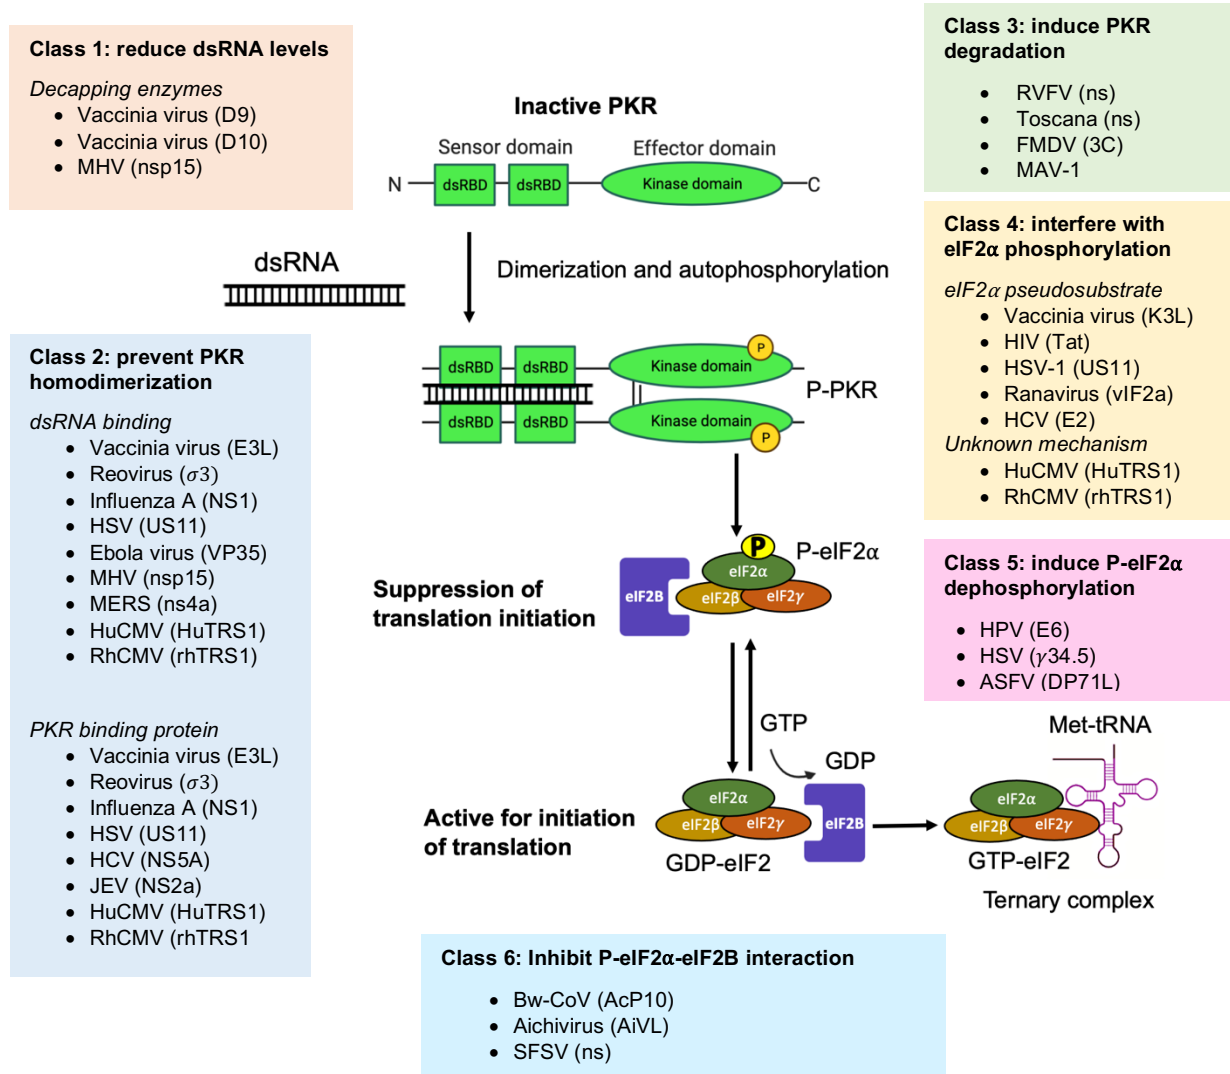 Class 1: reduce dsRNA levels
Decapping enzymes
• Vaccinia virus (D9)
• Vaccinia virus (D10)
• MHV (nsp15)
Inactive PKR
Sensor domain
Effector domain
N
dsRBD
dsRBD
Kinase domain
C
dsRNA
Dimerization and autophosphorylation
dsRBD
dsRBD
Kinase domain
P
P-PKR
dsRBD
dsRBD
Kinase domain
P
Class 2: prevent PKR
homodimerization
dsRNA binding
• Vaccinia virus (E3L)
• Reovirus (σ3)
• Influenza A (NS1)
• HSV (US11)
• Ebola virus (VP35)
• MHV (nsp15)
• MERS (ns4a)
• HuCMV (HuTRS1)
• RhCMV (rhTRS1)
PKR binding protein
• Vaccinia virus (E3L)
• Reovirus (σ3)
• Influenza A (NS1)
• HSV (US11)
• HCV (NS5A)
• JEV (NS2a)
• HuCMV (HuTRS1)
• RhCMV (rhTRS1
Suppression of
translation initiation
eIF2B
P
eIF2α
eIF2β
eIF2γ
P-eIF2α
GTP
GDP
Active for initiation
of translation
eIF2α
eIF2β
eIF2γ
eIF2B
GDP-eIF2
Met-tRNA
eIF2α
eIF2β
eIF2γ
GTP-eIF2
Ternary complex
Class 3: induce PKR
degradation
• RVFV (ns)
• Toscana (ns)
• FMDV (3C)
• MAV-1
Class 4: interfere with
eIF2α phosphorylation
eIF2α pseudosubstrate
• Vaccinia virus (K3L)
• HIV (Tat)
• HSV-1 (US11)
• Ranavirus (vIF2a)
• HCV (E2)
Unknown mechanism
• HuCMV (HuTRS1)
• RhCMV (rhTRS1)
Class 5: induce P-eIF2α
dephosphorylation
• HPV (E6)
• HSV (γ34.5)
• ASFV (DP71L)
Class 6: Inhibit P-eIF2α-eIF2B interaction
• Bw-CoV (AcP10)
• Aichivirus (AiVL)
• SFSV (ns)